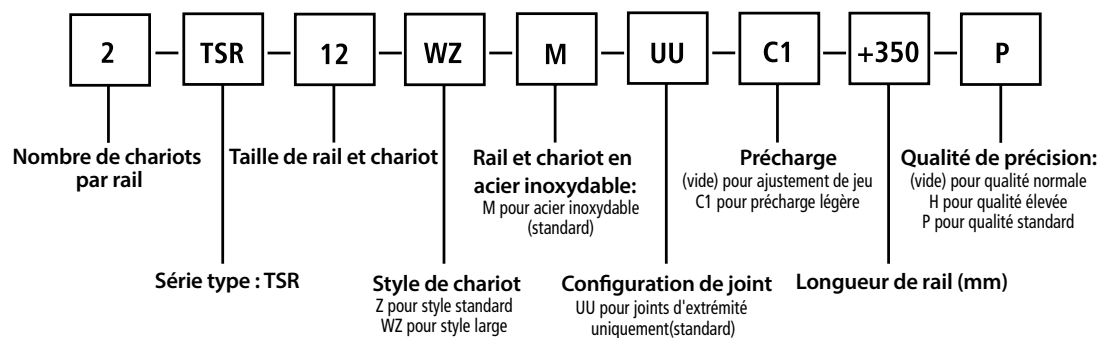 2 – TSR – 12 – WZ – M – UU – C1 – +350 – P
Nombre de chariots
par rail
Taille de rail et chariot
Rail et chariot en
acier inoxydable:
M pour acier inoxydable
(standard)
Précharge
(vide) pour ajustement de jeu
C1 pour précharge légère
Qualité de précision:
(vide) pour qualité normale
H pour qualité élevée
P pour qualité standard
Série type : TSR
Style de chariot
Z pour style standard
WZ pour style large
Configuration de joint
UU pour joints d'extrémité
uniquement(standard)
Longueur de rail (mm)